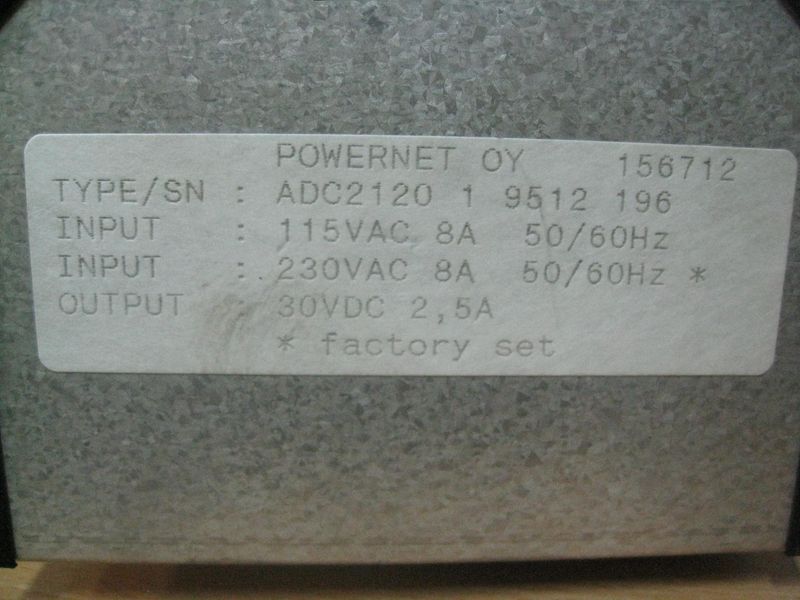 POWERNET OY 156712
TYPE/SN : ADC2120 1 9512 196
INPUT : 115VAC 8A 50/60Hz
INPUT : 230VAC 8A 50/60Hz *
OUTPUT : 30VDC 2,5A
* factory set